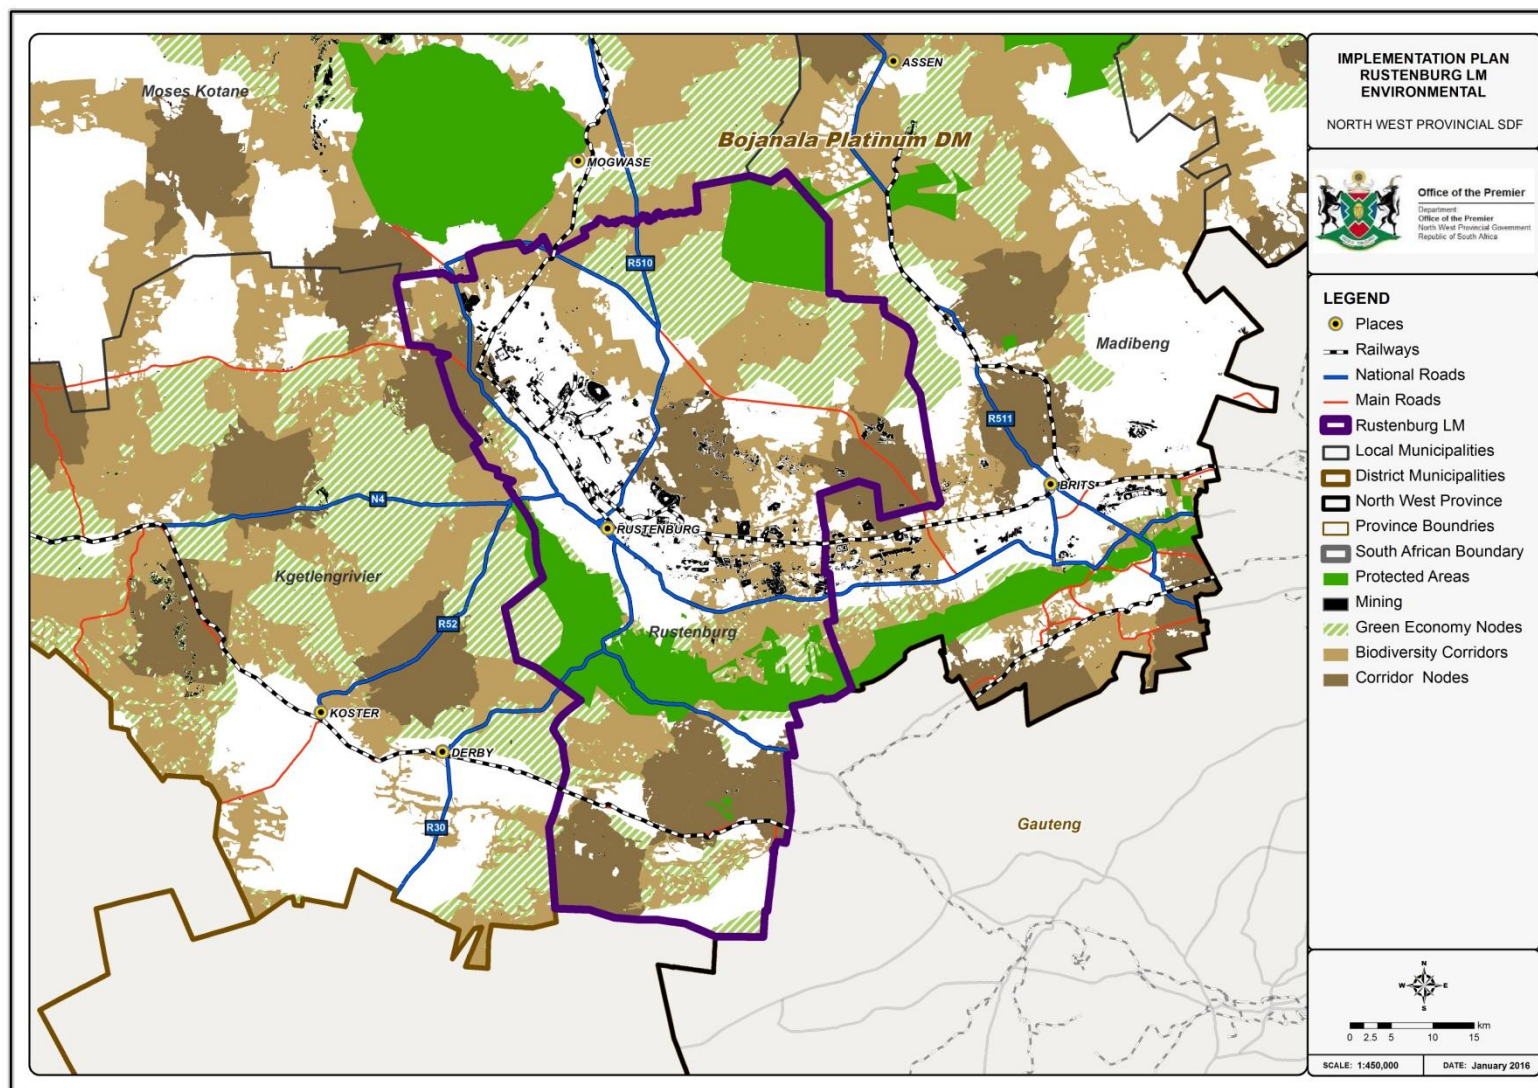 Moses Kotane
ASSEN
Bojanala Platinum DM
MOGWASE
R510
Madibeng
R511
BRITS
N4
RUSTENBURG
Kgetlengrivier
R52
Rustenburg
KOSTER
DERBY
R30
Gauteng
IMPLEMENTATION PLAN
RUSTENBURG LM
ENVIRONMENTAL
NORTH WEST PROVINCIAL SDF
Office of the Premier
Department:
Office of the Premier
North West Provincial Government
Republic of South Africa
LEGEND
Places
Railways
National Roads
Main Roads
Rustenburg LM
Local Municipalities
District Municipalities
North West Province
Province Boundries
South African Boundary
Protected Areas
Mining
Green Economy Nodes
Biodiversity Corridors
Corridor Nodes
N
W E
S
km
0 2.5 5 10 15
SCALE: 1:450,000 DATE: January 2016